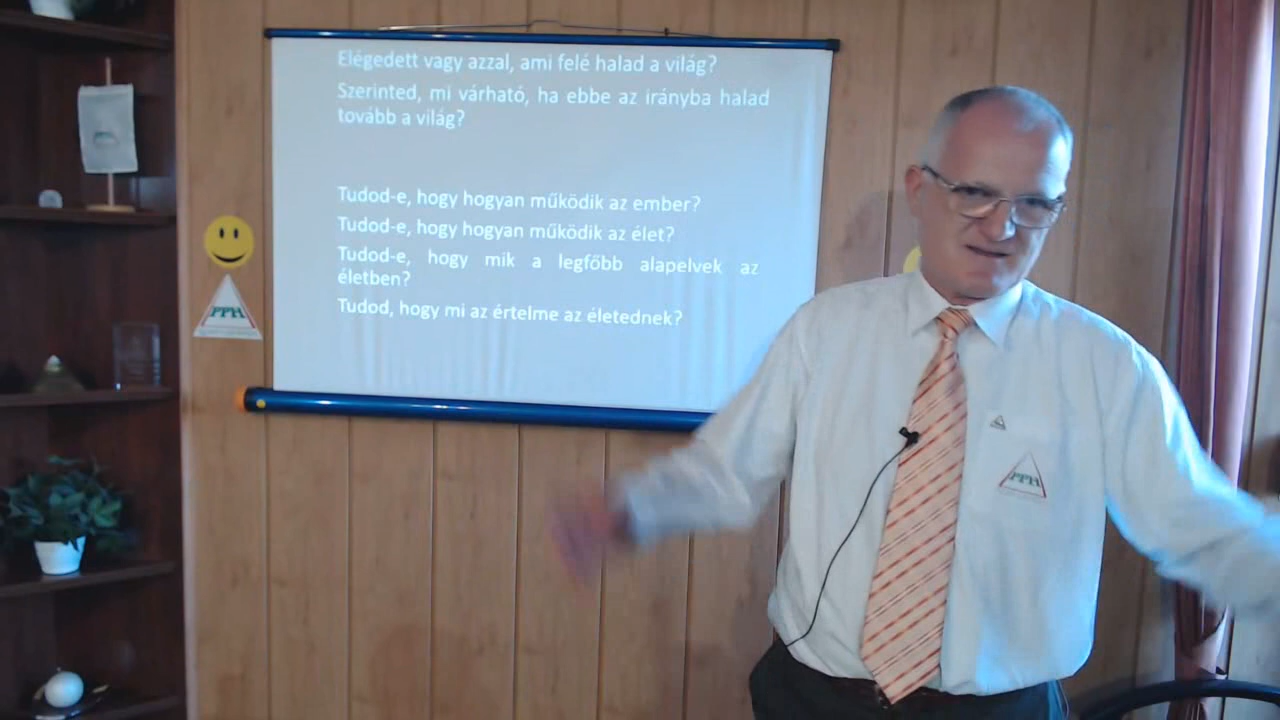 Elégedett vagy azzal, ami felé halad a világ?
Szerinted, mi várható, ha ebbe az irányba halad
tovább a világ?
Tudod-e, hogy hogyan működik az ember?
Tudod-e, hogy hogyan működik az élet?
Tudod-e, hogy mik a legfőbb alapelvek az
életben?
Tudod, hogy mi az értelme az életednek?
PPH
PPH